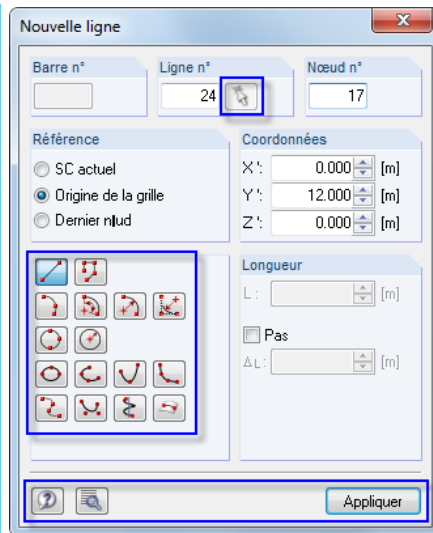 Nouvelle ligne
Barre n° Ligne n° Nœud n°
24 17
Référence Coordonnées
SC actuel X': 0.000 [m]
Origine de la grille Y': 12.000 [m]
Dernier nlud Z': 0.000 [m]
Longueur
L: [m]
Pas
ΔL: [m]
Appliquer